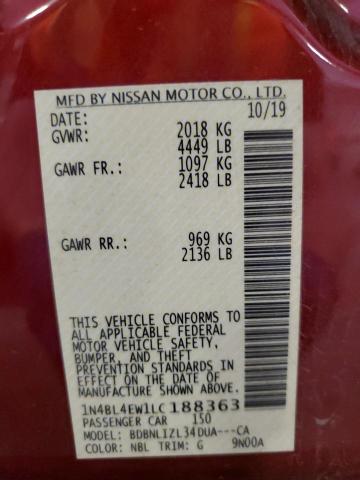 MFD BY NISSAN MOTOR CO., LTD.
DATE: 10/19
GVWR: 2018 KG
4449 LB
GAWR FR.: 1097 KG
2418 LB
GAWR RR.: 969 KG
2136 LB
THIS VEHICLE CONFORMS TO
ALL APPLICABLE FEDERAL
MOTOR VEHICLE SAFETY,
BUMPER, AND THEFT
PREVENTION STANDARDS IN
EFFECT ON THE DATE OF
MANUFACTURE SHOWN ABOVE.
1N4BL4EW1LC188363
PASSENGER CAR 150
MODEL: BDBNLIZL34DUA---CA
COLOR: NBL TRIM: G 9N00A